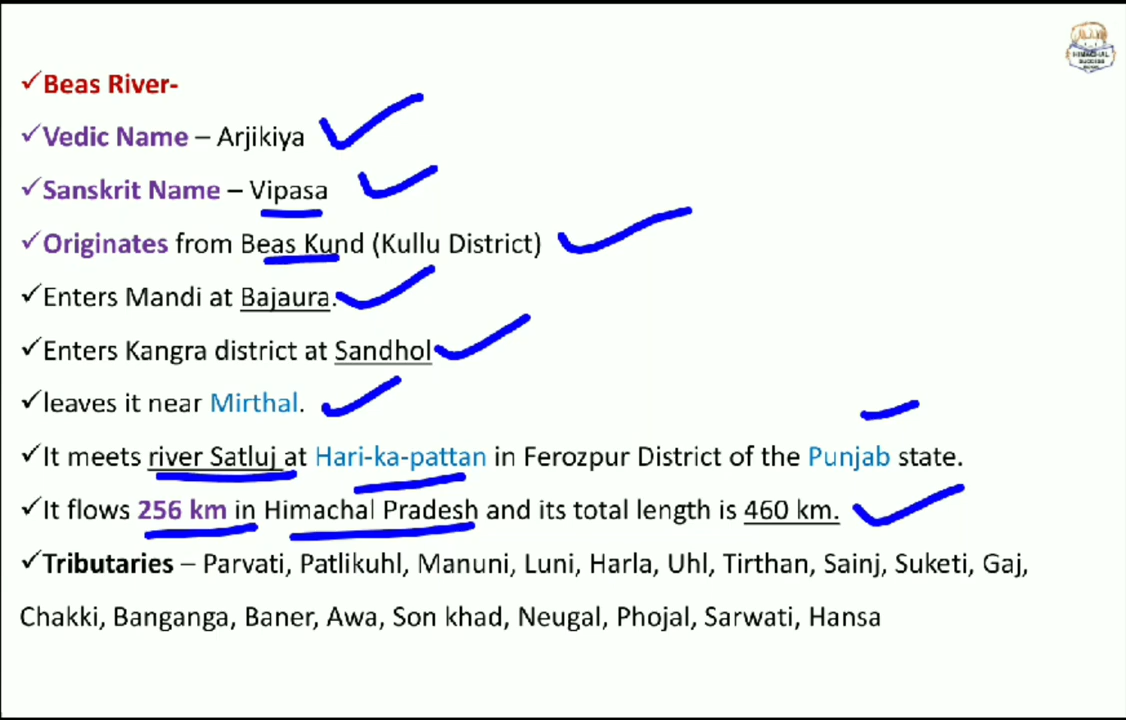 HIMACHAL
SUCCESS
✓Beas River-
✓Vedic Name – Arjikiya
✓Sanskrit Name – Vipasa
✓Originates from Beas Kund (Kullu District)
✓Enters Mandi at Bajaura.
✓Enters Kangra district at Sandhol
✓leaves it near Mirthal.
✓It meets river Satluj at Hari-ka-pattan in Ferozpur District of the Punjab state.
✓It flows 256 km in Himachal Pradesh and its total length is 460 km.
✓Tributaries – Parvati, Patlikuhl, Manuni, Luni, Harla, Uhl, Tirthan, Sainj, Suketi, Gaj,
Chakki, Banganga, Baner, Awa, Son khad, Neugal, Phojal, Sarwati, Hansa